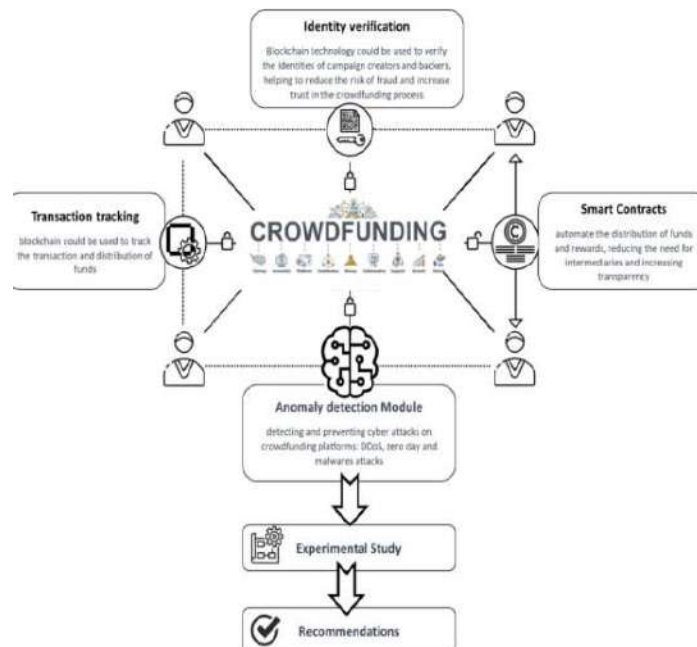 Identity verification
Blockchain technology could be used to verify
the identities of campaign creators and backers,
helping to reduce the risk of fraud and increase
trust in the crowdfunding process
Transaction tracking
blockchain could be used to track
the transaction and distribution of
funds
CROWDFUNDING
Smart Contracts
automate the distribution of funds
and rewards, reducing the need for
intermediaries and increasing
transparency
C
Anomaly detection Module
detecting and preventing cyber attacks on
crowdfunding platforms: DDoS, zero day and
malwares attacks
Experimental Study
Recommendations